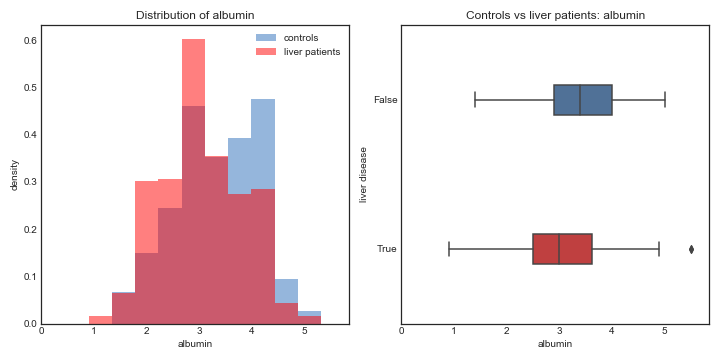 Distribution of albumin
controls
liver patients
0.6
0.5
0.4
0.3
0.2
0.1
0.0
density
0 1 2 3 4 5
albumin
Controls vs liver patients: albumin
False
True
liver disease
0 1 2 3 4 5
albumin